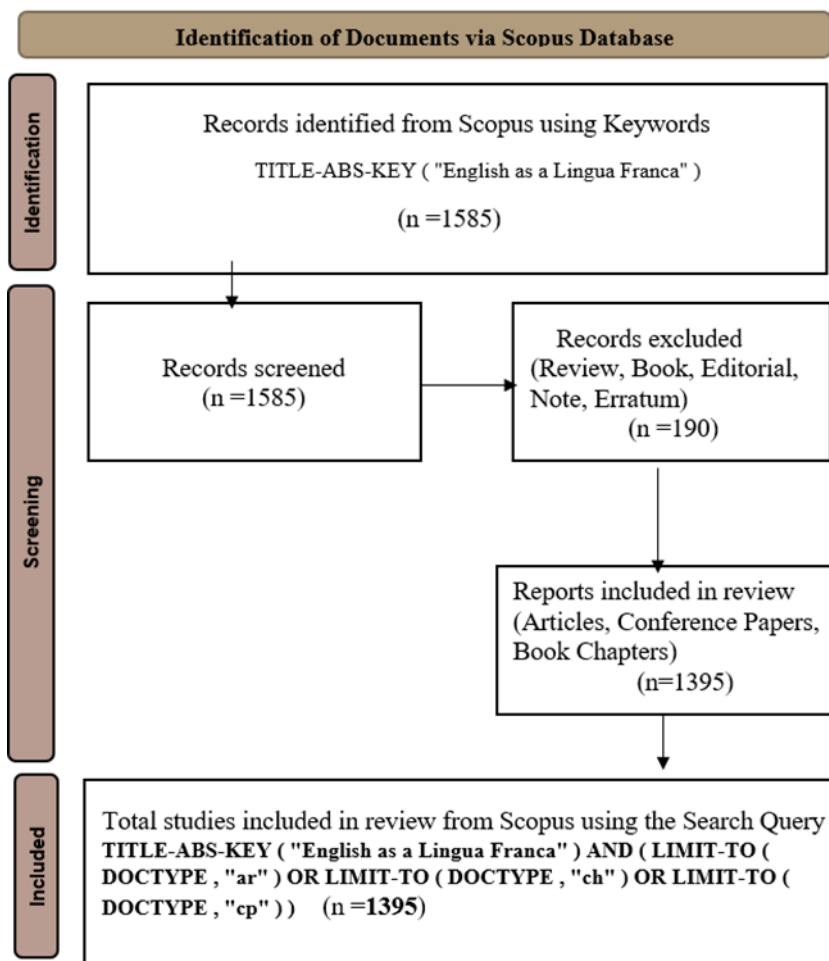 Identification of Documents via Scopus Database
Identification
Records identified from Scopus using Keywords
TITLE-ABS-KEY ( "English as a Lingua Franca" )
(n =1585)
Screening
Records screened
(n =1585)
Records excluded
(Review, Book, Editorial,
Note, Erratum)
(n =190)
Reports included in review
(Articles, Conference Papers,
Book Chapters)
(n=1395)
Included
Total studies included in review from Scopus using the Search Query
TITLE-ABS-KEY ( "English as a Lingua Franca" ) AND ( LIMIT-TO (
DOCTYPE , "ar" ) OR LIMIT-TO ( DOCTYPE , "ch" ) OR LIMIT-TO (
DOCTYPE , "cp" ) ) (n =1395)